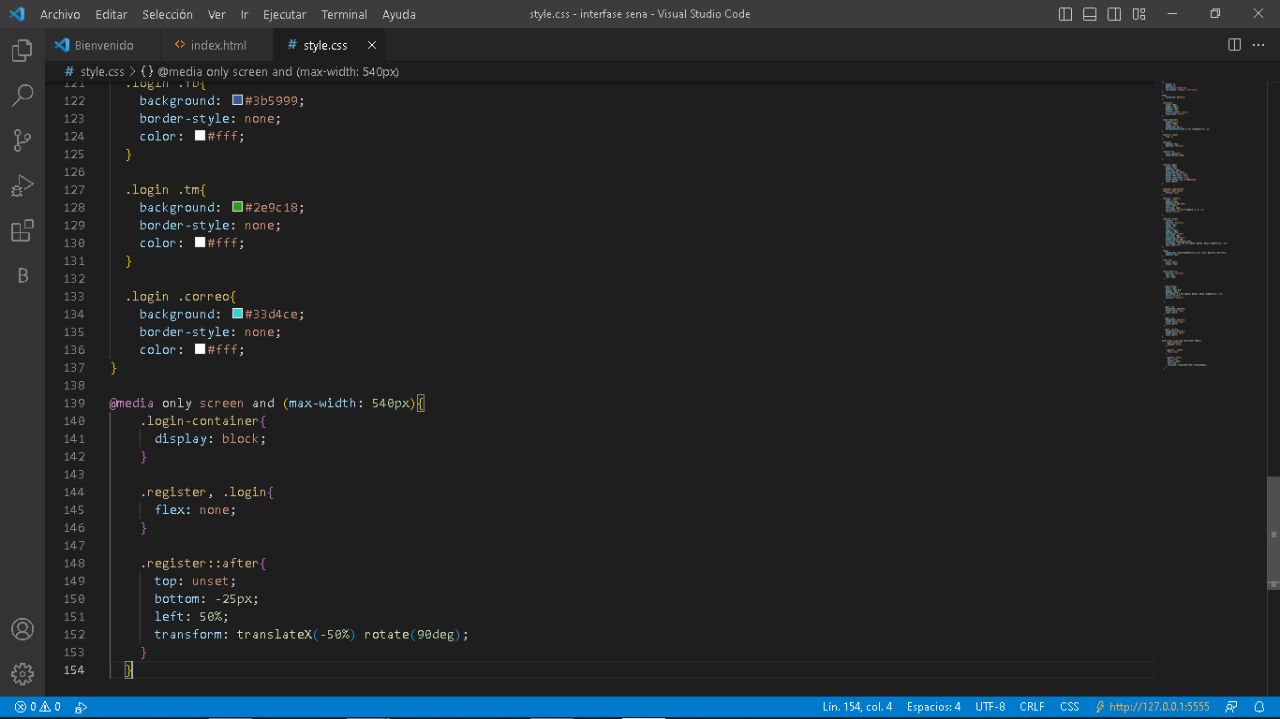 Archivo Editar Selección Ver Ir Ejecutar Terminal Ayuda style.css - interfase sena - Visual Studio Code
Bienvenido <> index.html # style.css ×
# style.css > { } @media only screen and (max-width: 540px)
121 .login .fb{
122 background: #3b5999;
123 border-style: none;
124 color: #fff;
125 }
126
127 .login .tm{
128 background: #2e9c18;
129 border-style: none;
130 color: #fff;
131 }
132
133 .login .correo{
134 background: #33d4ce;
135 border-style: none;
136 color: #fff;
137 }
138
139 @media only screen and (max-width: 540px){
140 .login-container{
141 display: block;
142 }
143
144 .register, .login{
145 flex: none;
146 }
147
148 .register::after{
149 top: unset;
150 bottom: -25px;
151 left: 50%;
152 transform: translateX(-50%) rotate(90deg);
153 }
154 }
B
0 0 Lín. 154, col. 4 Espacios: 4 UTF-8 CRLF CSS http://127.0.0.1:5555